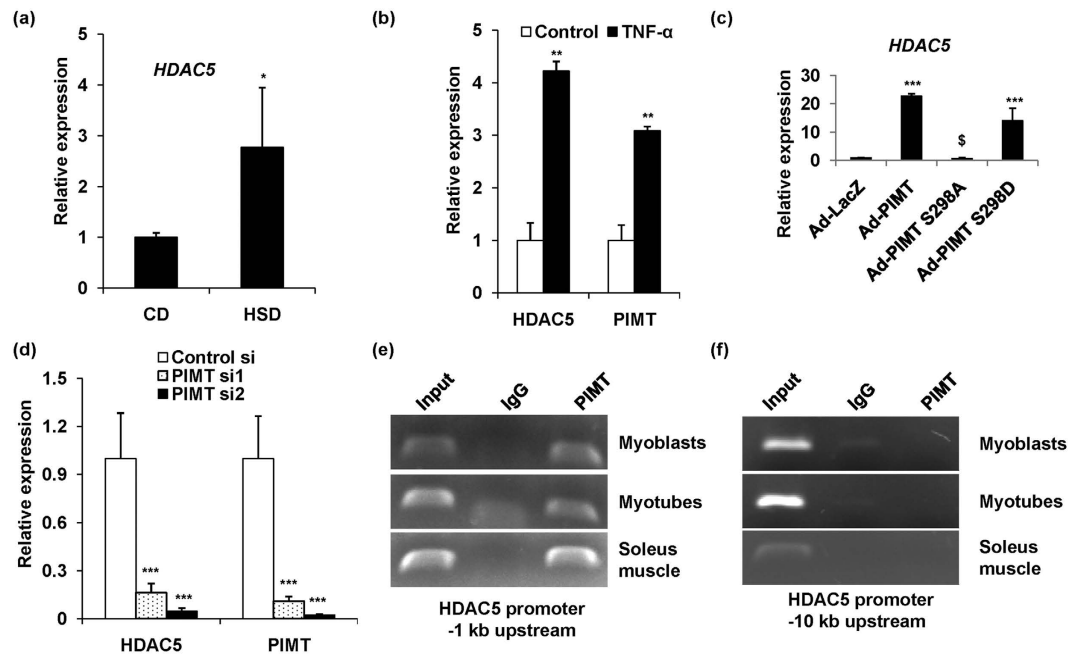 (a)
Relative expression
5
4
3
2
1
0
HDAC5
*
CD
HSD
(b)
Control
TNF-α
Relative expression
5
4
3
2
1
0
**
**
HDAC5
PIMT
(c)
HDAC5
Relative expression
30
20
10
0
***
$
***
Ad-LacZ
Ad-PIMT
Ad-PIMT S298A
Ad-PIMT S298D
(d)
Control si
PIMT si1
PIMT si2
Relative expression
1.5
1.2
0.9
0.6
0.3
0
***
***
***
***
HDAC5
PIMT
(e)
Input
IgG
PIMT
Myoblasts
Myotubes
Soleus
muscle
HDAC5 promoter
-1 kb upstream
(f)
Input
IgG
PIMT
Myoblasts
Myotubes
Soleus
muscle
HDAC5 promoter
-10 kb upstream